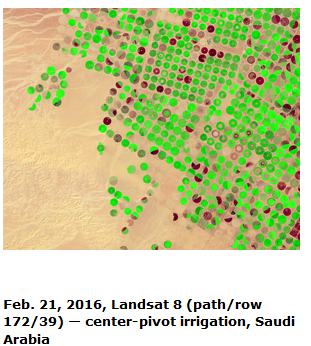 Feb. 21, 2016, Landsat 8 (path/row
172/39) — center-pivot irrigation, Saudi
Arabia